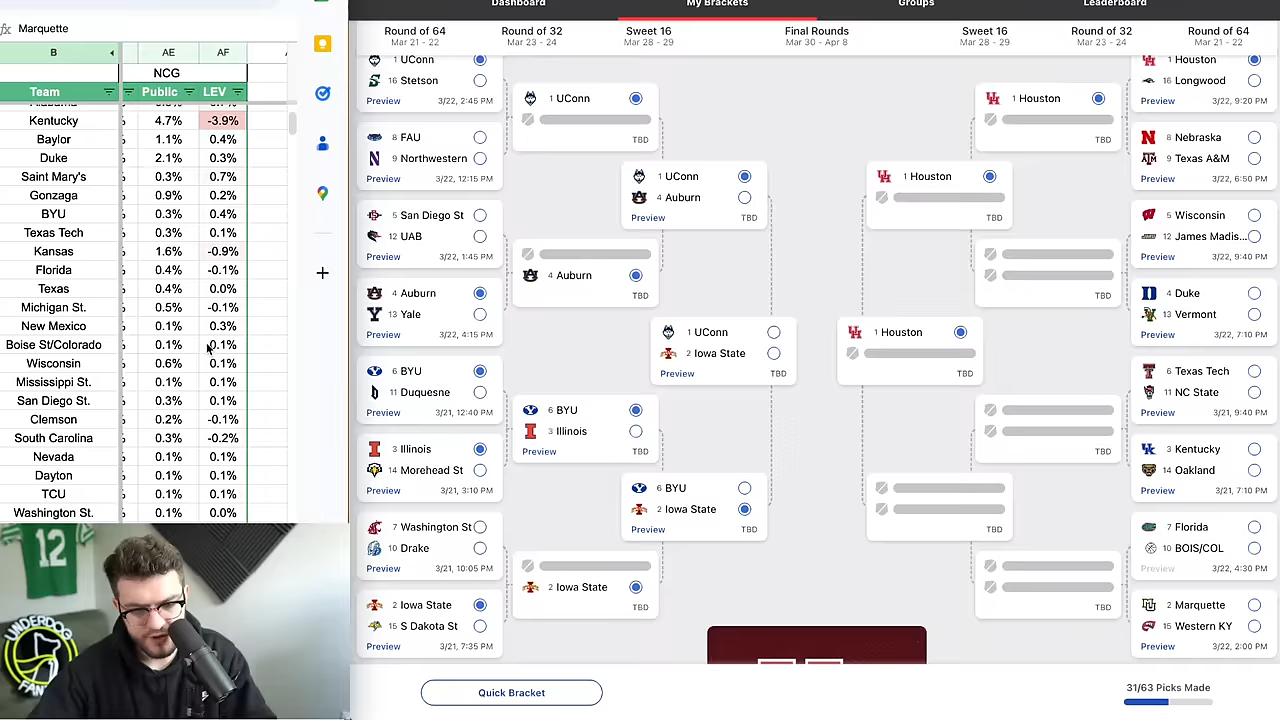 Dashboard
My Brackets
Groups
Leaderboard
Round of 64
Mar 21 - 22
Round of 32
Mar 23 - 24
Sweet 16
Mar 28 - 29
Final Rounds
Mar 30 - Apr 8
Sweet 16
Mar 28 - 29
Round of 32
Mar 23 - 24
Round of 64
Mar 21 - 22
fx Marquette
B
AE
AF
NCG
Team
Public
LEV
Kentucky 4.7% -3.9%
Baylor 1.1% 0.4%
Duke 2.1% 0.3%
Saint Mary's 0.3% 0.7%
Gonzaga 0.9% 0.2%
BYU 0.3% 0.4%
Texas Tech 0.3% 0.1%
Kansas 1.6% -0.9%
Florida 0.4% -0.1%
Texas 0.4% 0.0%
Michigan St. 0.5% -0.1%
New Mexico 0.1% 0.3%
Boise St/Colorado 0.1% 0.1%
Wisconsin 0.6% 0.1%
Mississippi St. 0.1% 0.1%
San Diego St. 0.3% 0.1%
Clemson 0.2% -0.1%
South Carolina 0.3% -0.2%
Nevada 0.1% 0.1%
Dayton 0.1% 0.1%
TCU 0.1% 0.1%
Washington St. 0.1% 0.0%
12
UNDERDOG
FAN
1 UConn
16 Stetson
Preview 3/22, 2:45 PM
8 FAU
9 Northwestern
Preview 3/22, 12:15 PM
5 San Diego St
12 UAB
Preview 3/22, 1:45 PM
4 Auburn
13 Yale
Preview 3/22, 4:15 PM
6 BYU
11 Duquesne
Preview 3/21, 12:40 PM
3 Illinois
14 Morehead St
Preview 3/21, 3:10 PM
7 Washington St
10 Drake
Preview 3/21, 10:05 PM
2 Iowa State
15 S Dakota St
Preview 3/21, 7:35 PM
1 UConn
TBD
4 Auburn
TBD
6 BYU
3 Illinois
Preview TBD
2 Iowa State
TBD
1 UConn
4 Auburn
Preview TBD
6 BYU
2 Iowa State
Preview TBD
1 UConn
2 Iowa State
Preview TBD
1 Houston
TBD
1 Houston
TBD
TBD
1 Houston
TBD
TBD
TBD
TBD
1 Houston
16 Longwood
Preview 3/22, 9:20 PM
8 Nebraska
9 Texas A&M
Preview 3/22, 6:50 PM
5 Wisconsin
12 James Madis...
Preview 3/22, 9:40 PM
4 Duke
13 Vermont
Preview 3/22, 7:10 PM
6 Texas Tech
11 NC State
Preview 3/21, 9:40 PM
3 Kentucky
14 Oakland
Preview 3/21, 7:10 PM
7 Florida
10 BOIS/COL
Preview 3/22, 4:30 PM
2 Marquette
15 Western KY
Preview 3/22, 2:00 PM
Quick Bracket
31/63 Picks Made